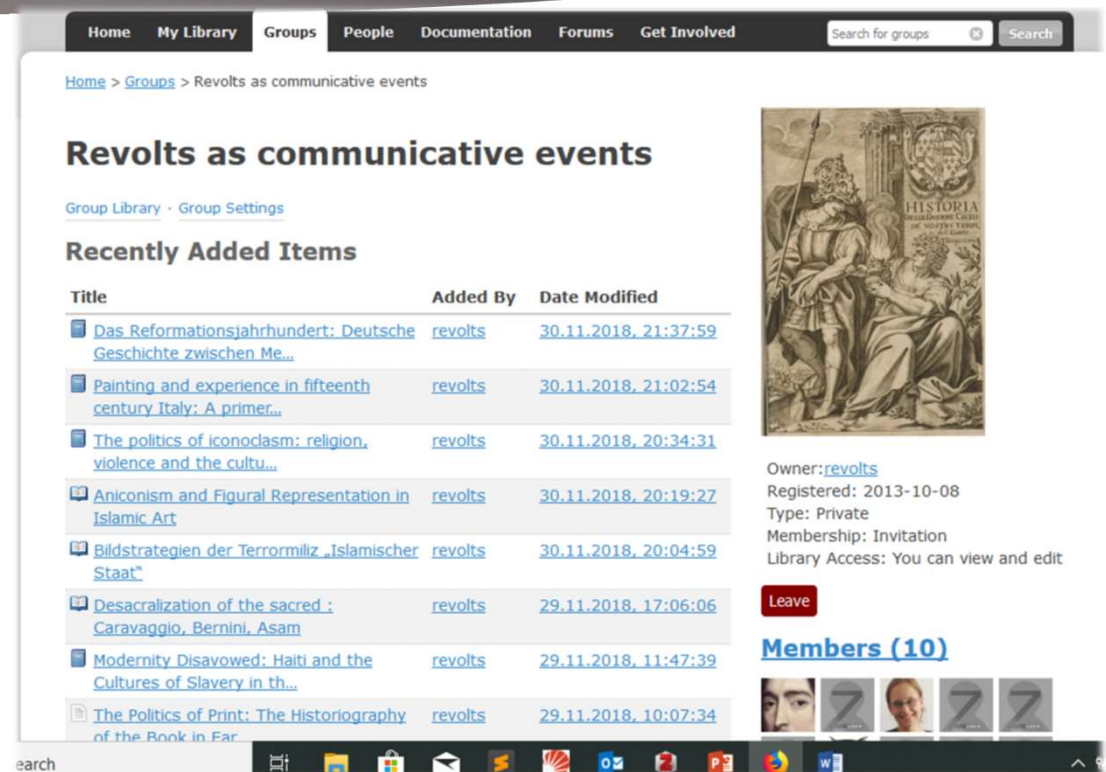 Home My Library Groups People Documentation Forums Get Involved Search for groups Search
Home > Groups > Revolts as communicative events
Revolts as communicative events
Group Library · Group Settings
Recently Added Items
Title Added By Date Modified
Das Reformationsjahrhundert: Deutsche revolts 30.11.2018, 21:37:59
Geschichte zwischen Me...
Painting and experience in fifteenth revolts 30.11.2018, 21:02:54
century Italy: A primer...
The politics of iconoclasm: religion, revolts 30.11.2018, 20:34:31
violence and the cultu...
Aniconism and Figural Representation in revolts 30.11.2018, 20:19:27
Islamic Art
Bildstrategien der Terrormiliz „Islamischer revolts 30.11.2018, 20:04:59
Staat“
Desacralization of the sacred : revolts 29.11.2018, 17:06:06
Caravaggio, Bernini, Asam
Modernity Disavowed: Haiti and the revolts 29.11.2018, 11:47:39
Cultures of Slavery in th...
The Politics of Print: The Historiography revolts 29.11.2018, 10:07:34
of the Book in Ear
HISTORIA
Owner:revolts
Registered: 2013-10-08
Type: Private
Membership: Invitation
Library Access: You can view and edit
Leave
Members (10)
earch